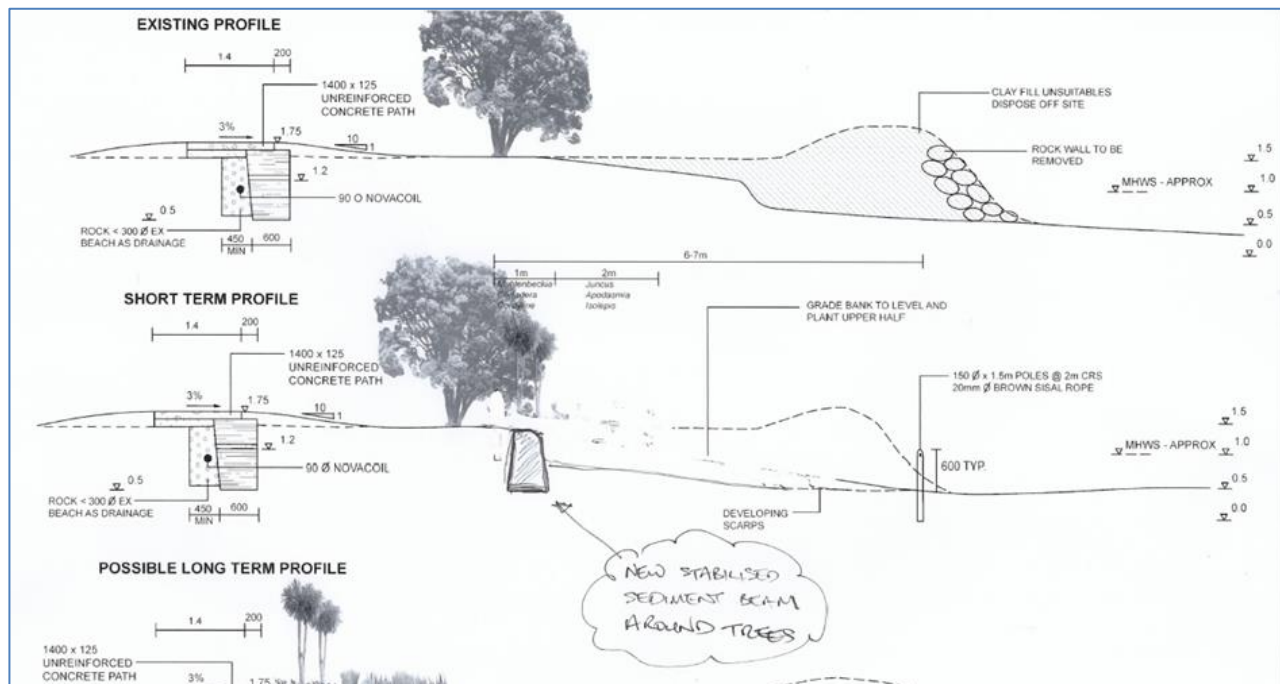 EXISTING PROFILE
1.4
200
1400 x 125
UNREINFORCED
CONCRETE PATH
3%
1.75
10
1
1.2
90 O NOVACOIL
0.5
ROCK < 300 Ø EX
BEACH AS DRAINAGE
450
MIN
600
CLAY FILL UNSUITABLES
DISPOSE OFF SITE
ROCK WALL TO BE
REMOVED
MHWS - APPROX
1.5
1.0
0.5
0.0
6-7m
1m
2m
Juncus
Apodasmia
Isolepis
SHORT TERM PROFILE
1.4
200
1400 x 125
UNREINFORCED
CONCRETE PATH
3%
1.75
10
1
1.2
90 Ø NOVACOIL
0.5
ROCK < 300 Ø EX
BEACH AS DRAINAGE
450
MIN
600
GRADE BANK TO LEVEL AND
PLANT UPPER HALF
150 Ø x 1.5m POLES @ 2m CRS
20mm Ø BROWN SISAL ROPE
MHWS - APPROX
600 TYP.
1.5
1.0
0.5
0.0
DEVELOPING
SCARPS
NEW STABILISED
SEDIMENT BEAM
AROUND TREES
POSSIBLE LONG TERM PROFILE
1.4
200
1400 x 125
UNREINFORCED
CONCRETE PATH
3%
1.75